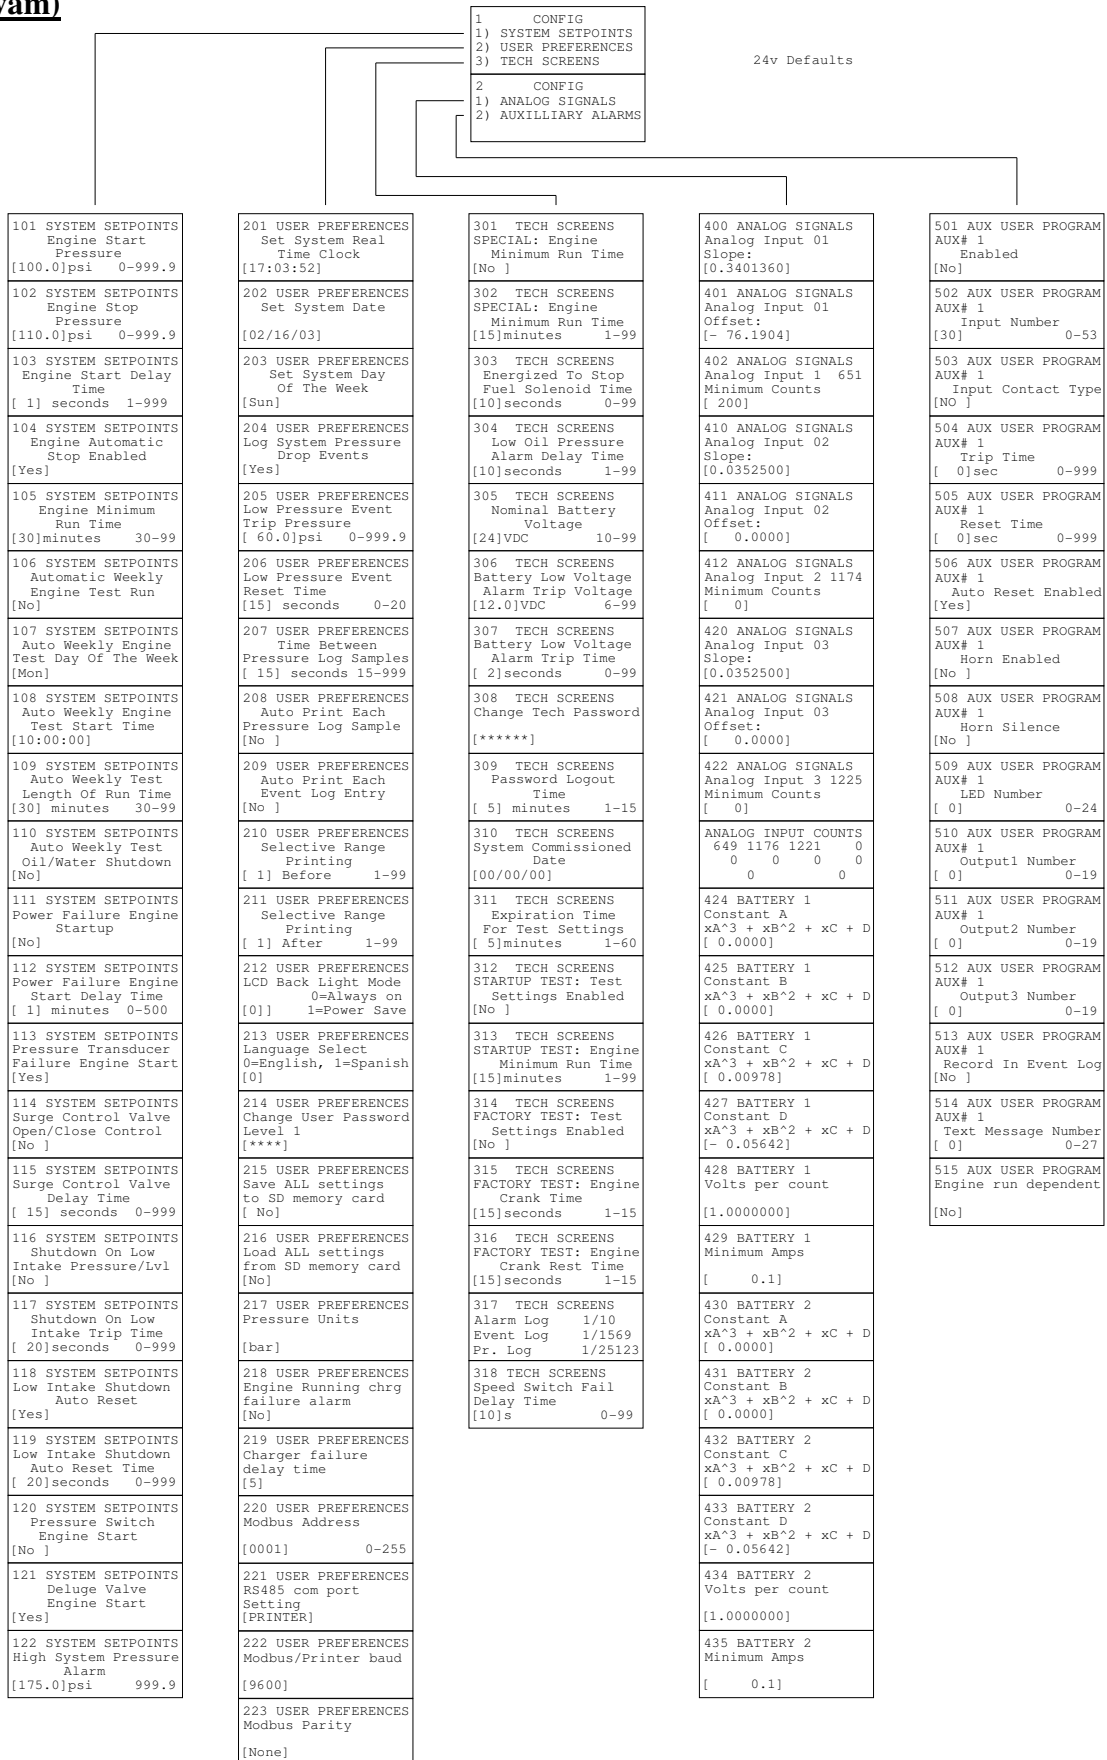 vam)
1 CONFIG
1) SYSTEM SETPOINTS
2) USER PREFERENCES
3) TECH SCREENS
2 CONFIG
1) ANALOG SIGNALS
2) AUXILLIARY ALARMS
24v Defaults
101 SYSTEM SETPOINTS
Engine Start
Pressure
[100.0]psi 0-999.9
102 SYSTEM SETPOINTS
Engine Stop
Pressure
[110.0]psi 0-999.9
103 SYSTEM SETPOINTS
Engine Start Delay
Time
[ 1] seconds 1-999
104 SYSTEM SETPOINTS
Engine Automatic
Stop Enabled
[Yes]
105 SYSTEM SETPOINTS
Engine Minimum
Run Time
[30]minutes 30-99
106 SYSTEM SETPOINTS
Automatic Weekly
Engine Test Run
[No]
107 SYSTEM SETPOINTS
Auto Weekly Engine
Test Day Of The Week
[Mon]
108 SYSTEM SETPOINTS
Auto Weekly Engine
Test Start Time
[10:00:00]
109 SYSTEM SETPOINTS
Auto Weekly Test
Length Of Run Time
[30] minutes 30-99
110 SYSTEM SETPOINTS
Auto Weekly Test
Oil/Water Shutdown
[No]
111 SYSTEM SETPOINTS
Power Failure Engine
Startup
[No]
112 SYSTEM SETPOINTS
Power Failure Engine
Start Delay Time
[ 1] minutes 0-500
113 SYSTEM SETPOINTS
Pressure Transducer
Failure Engine Start
[Yes]
114 SYSTEM SETPOINTS
Surge Control Valve
Open/Close Control
[No ]
115 SYSTEM SETPOINTS
Surge Control Valve
Delay Time
[ 15] seconds 0-999
116 SYSTEM SETPOINTS
Shutdown On Low
Intake Pressure/Lvl
[No ]
117 SYSTEM SETPOINTS
Shutdown On Low
Intake Trip Time
[ 20]seconds 0-999
118 SYSTEM SETPOINTS
Low Intake Shutdown
Auto Reset
[Yes]
119 SYSTEM SETPOINTS
Low Intake Shutdown
Auto Reset Time
[ 20]seconds 0-999
120 SYSTEM SETPOINTS
Pressure Switch
Engine Start
[No ]
121 SYSTEM SETPOINTS
Deluge Valve
Engine Start
[Yes]
122 SYSTEM SETPOINTS
High System Pressure
Alarm
[175.0]psi 999.9
201 USER PREFERENCES
Set System Real
Time Clock
[17:03:52]
202 USER PREFERENCES
Set System Date
[02/16/03]
203 USER PREFERENCES
Set System Day
Of The Week
[Sun]
204 USER PREFERENCES
Log System Pressure
Drop Events
[Yes]
205 USER PREFERENCES
Low Pressure Event
Trip Pressure
[ 60.0]psi 0-999.9
206 USER PREFERENCES
Low Pressure Event
Reset Time
[15] seconds 0-20
207 USER PREFERENCES
Time Between
Pressure Log Samples
[ 15] seconds 15-999
208 USER PREFERENCES
Auto Print Each
Pressure Log Sample
[No ]
209 USER PREFERENCES
Auto Print Each
Event Log Entry
[No ]
210 USER PREFERENCES
Selective Range
Printing
[ 1] Before 1-99
211 USER PREFERENCES
Selective Range
Printing
[ 1] After 1-99
212 USER PREFERENCES
LCD Back Light Mode
0=Always on
[0]] 1=Power Save
213 USER PREFERENCES
Language Select
0=English, 1=Spanish
[0]
214 USER PREFERENCES
Change User Password
Level 1
[****]
215 USER PREFERENCES
Save ALL settings
to SD memory card
[ No]
216 USER PREFERENCES
Load ALL settings
from SD memory card
[No]
217 USER PREFERENCES
Pressure Units
[bar]
218 USER PREFERENCES
Engine Running chrg
failure alarm
[No]
219 USER PREFERENCES
Charger failure
delay time
[5]
220 USER PREFERENCES
Modbus Address
[0001] 0-255
221 USER PREFERENCES
RS485 com port
Setting
[PRINTER]
222 USER PREFERENCES
Modbus/Printer baud
[9600]
223 USER PREFERENCES
Modbus Parity
[None]
301 TECH SCREENS
SPECIAL: Engine
Minimum Run Time
[No ]
302 TECH SCREENS
SPECIAL: Engine
Minimum Run Time
[15]minutes 1-99
303 TECH SCREENS
Energized To Stop
Fuel Solenoid Time
[10]seconds 0-99
304 TECH SCREENS
Low Oil Pressure
Alarm Delay Time
[10]seconds 1-99
305 TECH SCREENS
Nominal Battery
Voltage
[24]VDC 10-99
306 TECH SCREENS
Battery Low Voltage
Alarm Trip Voltage
[12.0]VDC 6-99
307 TECH SCREENS
Battery Low Voltage
Alarm Trip Time
[ 2]seconds 0-99
308 TECH SCREENS
Change Tech Password
[******]
309 TECH SCREENS
Password Logout
Time
[ 5] minutes 1-15
310 TECH SCREENS
System Commissioned
Date
[00/00/00]
311 TECH SCREENS
Expiration Time
For Test Settings
[ 5]minutes 1-60
312 TECH SCREENS
STARTUP TEST: Test
Settings Enabled
[No ]
313 TECH SCREENS
STARTUP TEST: Engine
Minimum Run Time
[15]minutes 1-99
314 TECH SCREENS
FACTORY TEST: Test
Settings Enabled
[No ]
315 TECH SCREENS
FACTORY TEST: Engine
Crank Time
[15]seconds 1-15
316 TECH SCREENS
FACTORY TEST: Engine
Crank Rest Time
[15]seconds 1-15
317 TECH SCREENS
Alarm Log 1/10
Event Log 1/1569
Pr. Log 1/25123
318 TECH SCREENS
Speed Switch Fail
Delay Time
[10]s 0-99
400 ANALOG SIGNALS
Analog Input 01
Slope:
[0.3401360]
401 ANALOG SIGNALS
Analog Input 01
Offset:
[- 76.1904]
402 ANALOG SIGNALS
Analog Input 1 651
Minimum Counts
[ 200]
410 ANALOG SIGNALS
Analog Input 02
Slope:
[0.0352500]
411 ANALOG SIGNALS
Analog Input 02
Offset:
[ 0.0000]
412 ANALOG SIGNALS
Analog Input 2 1174
Minimum Counts
[ 0]
420 ANALOG SIGNALS
Analog Input 03
Slope:
[0.0352500]
421 ANALOG SIGNALS
Analog Input 03
Offset:
[ 0.0000]
422 ANALOG SIGNALS
Analog Input 3 1225
Minimum Counts
[ 0]
ANALOG INPUT COUNTS
649 1176 1221 0
0 0 0 0
0 0
424 BATTERY 1
Constant A
xA^3 + xB^2 + xC + D
[ 0.0000]
425 BATTERY 1
Constant B
xA^3 + xB^2 + xC + D
[ 0.0000]
426 BATTERY 1
Constant C
xA^3 + xB^2 + xC + D
[ 0.00978]
427 BATTERY 1
Constant D
xA^3 + xB^2 + xC + D
[- 0.05642]
428 BATTERY 1
Volts per count
[1.0000000]
429 BATTERY 1
Minimum Amps
[ 0.1]
430 BATTERY 2
Constant A
xA^3 + xB^2 + xC + D
[ 0.0000]
431 BATTERY 2
Constant B
xA^3 + xB^2 + xC + D
[ 0.0000]
432 BATTERY 2
Constant C
xA^3 + xB^2 + xC + D
[ 0.00978]
433 BATTERY 2
Constant D
xA^3 + xB^2 + xC + D
[- 0.05642]
434 BATTERY 2
Volts per count
[1.0000000]
435 BATTERY 2
Minimum Amps
[ 0.1]
501 AUX USER PROGRAM
AUX# 1
Enabled
[No]
502 AUX USER PROGRAM
AUX# 1
Input Number
[30] 0-53
503 AUX USER PROGRAM
AUX# 1
Input Contact Type
[NO ]
504 AUX USER PROGRAM
AUX# 1
Trip Time
[ 0]sec 0-999
505 AUX USER PROGRAM
AUX# 1
Reset Time
[ 0]sec 0-999
506 AUX USER PROGRAM
AUX# 1
Auto Reset Enabled
[Yes]
507 AUX USER PROGRAM
AUX# 1
Horn Enabled
[No ]
508 AUX USER PROGRAM
AUX# 1
Horn Silence
[No ]
509 AUX USER PROGRAM
AUX# 1
LED Number
[ 0] 0-24
510 AUX USER PROGRAM
AUX# 1
Output1 Number
[ 0] 0-19
511 AUX USER PROGRAM
AUX# 1
Output2 Number
[ 0] 0-19
512 AUX USER PROGRAM
AUX# 1
Output3 Number
[ 0] 0-19
513 AUX USER PROGRAM
AUX# 1
Record In Event Log
[No ]
514 AUX USER PROGRAM
AUX# 1
Text Message Number
[ 0] 0-27
515 AUX USER PROGRAM
Engine run dependent
[No]